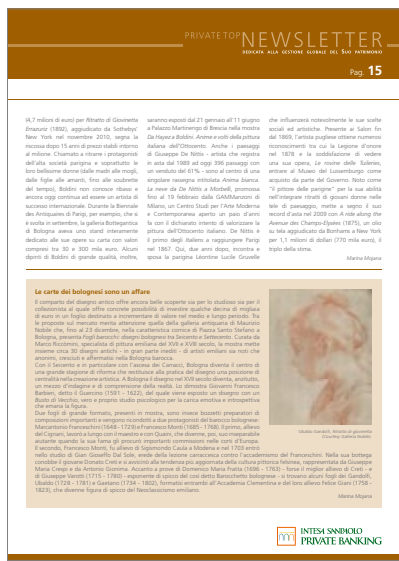 PRIVATE TOP NEWSLETTER
DEDICATA ALLA GESTIONE GLOBALE DEL SUO PATRIMONIO
Pag. 15
(4,7 milioni di euro) per Ritratto di Giovinetta
Errazuriz (1892), aggiudicato da Sotheby's
New York nel novembre 2010, segna la
riscossa dopo 15 anni di prezzi stabili intorno
al milione. Chiamato a ritrarre i protagonisti
dell'alta società parigina e soprattutto le
loro bellissime donne (dalle madri alle mogli,
dalle figlie alle amanti, fino alle soubrette
del tempo), Boldini non conosce ribassi e
ancora oggi continua ad essere un artista di
successo internazionale. Durante la Biennale
des Antiquaires di Parigi, per esempio, che si
è svolta in settembre, la galleria Bottegantica
di Bologna aveva uno stand interamente
dedicato alle sue opere su carta con valori
compresi tra 30 e 300 mila euro. Alcuni
dipinti di Boldini di grande qualità, inoltre,
saranno esposti dal 21 gennaio all'11 giugno
a Palazzo Martinengo di Brescia nella mostra
Da Hayez a Boldini. Anime e volti della pittura
italiana dell'Ottocento. Anche i paesaggi
di Giuseppe De Nittis - artista che registra
in asta dal 1989 ad oggi 396 passaggi con
un venduto del 61% - sono al centro di una
singolare rassegna intitolata Anima bianca.
La neve da De Nittis a Morbelli, promossa
fino al 19 febbraio dalla GAMManzoni di
Milano, un Centro Studi per l'Arte Moderna
e Contemporanea aperto un paio d'anni
fa con il dichiarato intento di valorizzare la
pittura dell'Ottocento italiano. De Nittis è
il primo degli italiani a raggiungere Parigi
nel 1867. Qui, due anni dopo, incontra e
sposa la parigina Léontine Lucile Gruvelle
che influenzerà notevolmente le sue scelte
sociali ed artistiche. Presente ai Salon fin
dal 1869, l'artista pugliese ottiene numerosi
riconoscimenti tra cui la Legione d'onore
nel 1878 e la soddisfazione di vedere
una sua opera, Le rovine delle Tuileries,
entrare al Museo del Lussemburgo come
acquisto da parte del Governo. Noto come
"il pittore delle parigine" per la sua abilità
nell'integrare ritratti di giovani donne nelle
tele di paesaggio, mette a segno il suo
record d'asta nel 2009 con A ride along the
Avenue des Champs-Elysées (1875), un olio
su tela aggiudicato da Bonhams a New York
per 1,1 milioni di dollari (770 mila euro), il
triplo della stima.
Marina Mojana
Le carte dei bolognesi sono un affare
Il comparto del disegno antico offre ancora belle scoperte sia per lo studioso sia per il
collezionista al quale offre concrete possibilità di investire qualche decina di migliaia
di euro in un foglio destinato a incrementare di valore nel medio e lungo periodo. Tra
le proposte sul mercato merita attenzione quella della galleria antiquaria di Maurizio
Nobile che, fino al 23 dicembre, nella caratteristica cornice di Piazza Santo Stefano a
Bologna, presenta Fogli barocchi: disegni bolognesi tra Seicento e Settecento. Curata da
Marco Riccòmini, specialista di pittura emiliana del XVII e XVIII secolo, la mostra mette
insieme circa 30 disegni antichi - in gran parte inediti - di artisti emiliani sia noti che
anonimi, cresciuti e affermatisi nella Bologna barocca.
Con il Seicento e in particolare con l'ascesa dei Carracci, Bologna diventa il centro di
una grande stagione di riforma che restituisce alla pratica del disegno una posizione di
centralità nella creazione artistica. A Bologna il disegno nel XVII secolo diventa, anzitutto,
un mezzo d'indagine e di comprensione della realtà. Lo dimostra Giovanni Francesco
Barbieri, detto il Guercino (1591 - 1622), del quale viene esposto un disegno con un
Busto di Vecchio, vero e proprio studio psicologico per la carica emotiva e introspettiva
che emana la figura.
Due fogli di grande formato, presenti in mostra, sono invece bozzetti preparatori di
composizioni importanti e vengono ricondotti a due protagonisti del barocco bolognese:
Marcantonio Franceschini (1648 - 1729) e Francesco Monti (1685 - 1768). Il primo, allievo
del Cignani, lavorò a lungo con il maestro e con Quaini, che divenne, poi, suo inseparabile
aiutante quando la sua fama gli procurò importanti commissioni nelle corti d'Europa.
Il secondo, Francesco Monti, fu allievo di Sigismondo Caula a Modena e nel 1703 entrò
nello studio di Gian Gioseffo Dal Sole, erede della lezione carraccesca contro l'accademismo del Franceschini. Nella sua bottega
conobbe il giovane Donato Creti e si avvicinò alla tendenza più aggiornata della cultura pittorica felsinea, rappresentata da Giuseppe
Maria Crespi e da Antonio Gionima. Accanto a prove di Domenico Maria Fratta (1696 - 1763) - forse il miglior allievo di Creti - e
di Giuseppe Varotti (1715 - 1780) - esponente di spicco del così detto Barocchetto bolognese - si trovano alcuni fogli dei Gandolfi,
Ubaldo (1728 - 1781) e Gaetano (1734 - 1802), formatisi entrambi all'Accademia Clementina e del loro allievo Felice Giani (1758 -
1823), che divenne figura di spicco del Neoclassicismo emiliano.
Marina Mojana
Ubaldo Gandolfi, Ritratto di giovinetta
(Courtesy Galleria Nobile)
INTESA SANPAOLO
PRIVATE BANKING